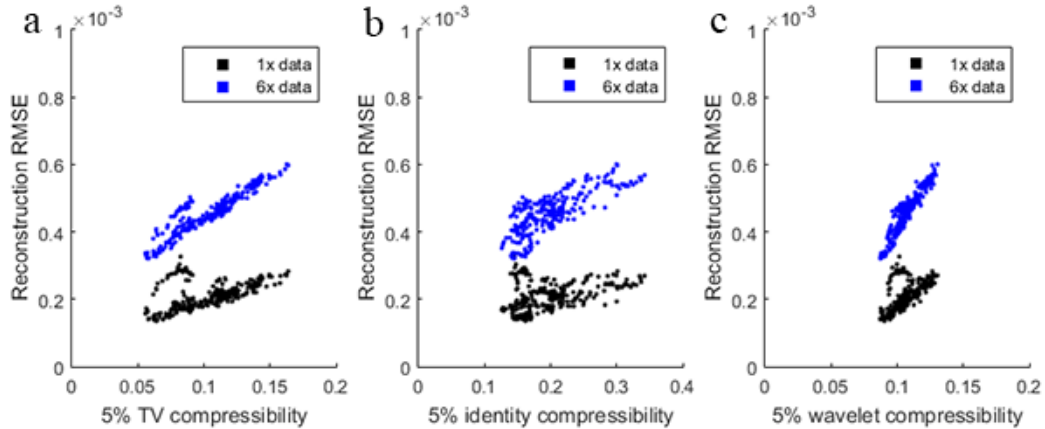 a
×10⁻³
1
0.8
0.6
0.4
0.2
0
Reconstruction RMSE
1x data
6x data
0
0.05
0.1
0.15
0.2
5% TV compressibility
b
×10⁻³
1
0.8
0.6
0.4
0.2
0
Reconstruction RMSE
1x data
6x data
0
0.1
0.2
0.3
0.4
5% identity compressibility
c
×10⁻³
1
0.8
0.6
0.4
0.2
0
Reconstruction RMSE
1x data
6x data
0
0.05
0.1
0.15
0.2
5% wavelet compressibility